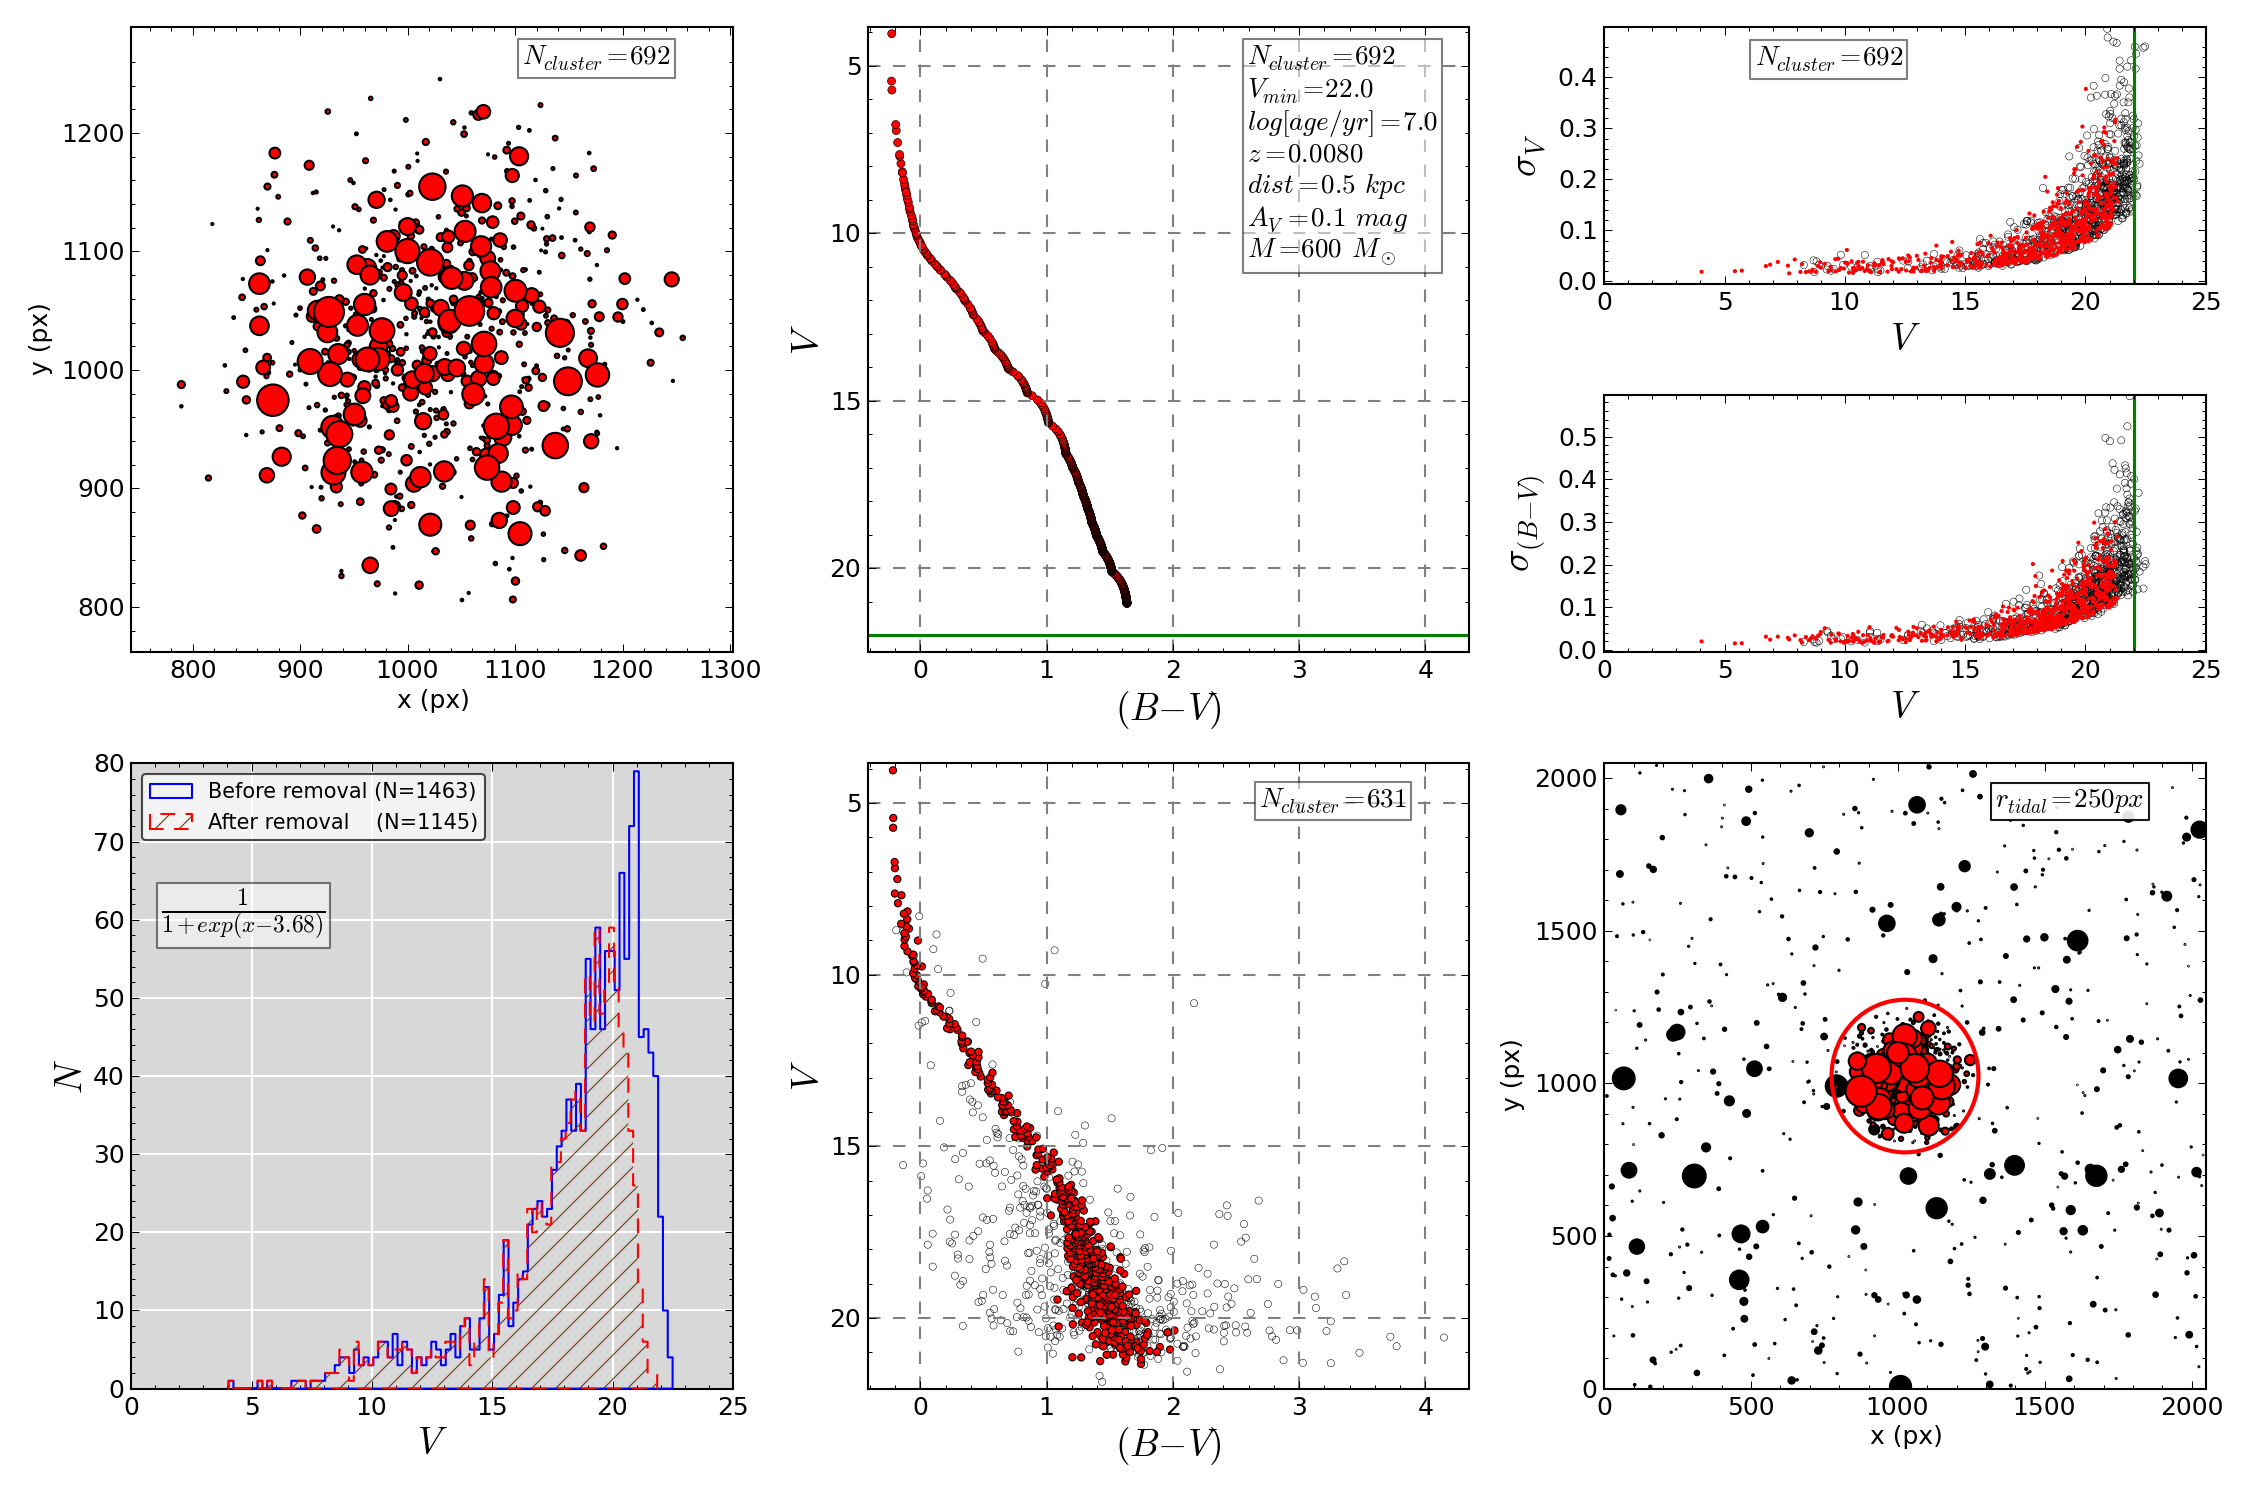 N_cluster=692
1200
1100
1000
900
800
y (px)
800 900 1000 1100 1200 1300
x (px)
N_cluster=692
V_min=22.0
log[age/yr]=7.0
z=0.0080
dist=0.5 kpc
A_V=0.1 mag
M=600 M_⊙
5
10
15
20
V
0 1 2 3 4
(B−V)
N_cluster=692
0.4
0.3
0.2
0.1
0.0
σ_V
0 5 10 15 20 25
V
0.5
0.4
0.3
0.2
0.1
0.0
σ_(B−V)
0 5 10 15 20 25
V
Before removal (N=1463)
After removal (N=1145)
1
1+exp(x−3.68)
80
70
60
50
40
30
20
10
0
N
0 5 10 15 20 25
V
N_cluster=631
5
10
15
20
V
0 1 2 3 4
(B−V)
r_tidal=250px
2000
1500
1000
500
0
y (px)
0 500 1000 1500 2000
x (px)